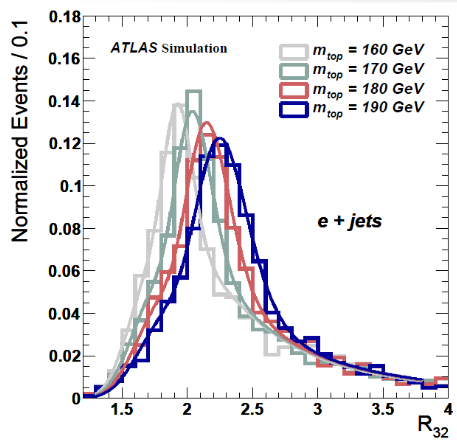 Normalized Events / 0.1
0.18
0.16
0.14
0.12
0.1
0.08
0.06
0.04
0.02
0
ATLAS Simulation
m_top = 160 GeV
m_top = 170 GeV
m_top = 180 GeV
m_top = 190 GeV
e + jets
1.5 2 2.5 3 3.5 4
R_32